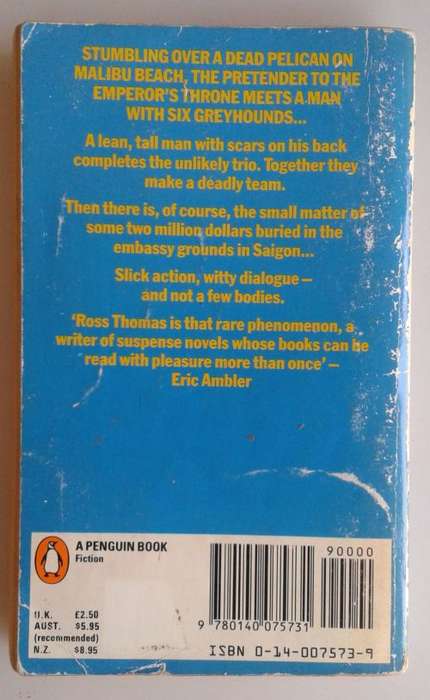 STUMBLING OVER A DEAD PELICAN ON
MALIBU BEACH, THE PRETENDER TO THE
EMPEROR'S THRONE MEETS A MAN
WITH SIX GREYHOUNDS...
A lean, tall man with scars on his back
completes the unlikely trio. Together they
make a deadly team.
Then there is, of course, the small matter of
some two million dollars buried in the
embassy grounds in Saigon...
Slick action, witty dialogue –
and not a few bodies.
'Ross Thomas is that rare phenomenon, a
writer of suspense novels whose books can be
read with pleasure more than once' –
Eric Ambler
A PENGUIN BOOK
Fiction
U.K. £2.50
AUST. $5.95
(recommended)
N.Z. $8.95
90000
9 780140 075731
ISBN 0-14-007573-9